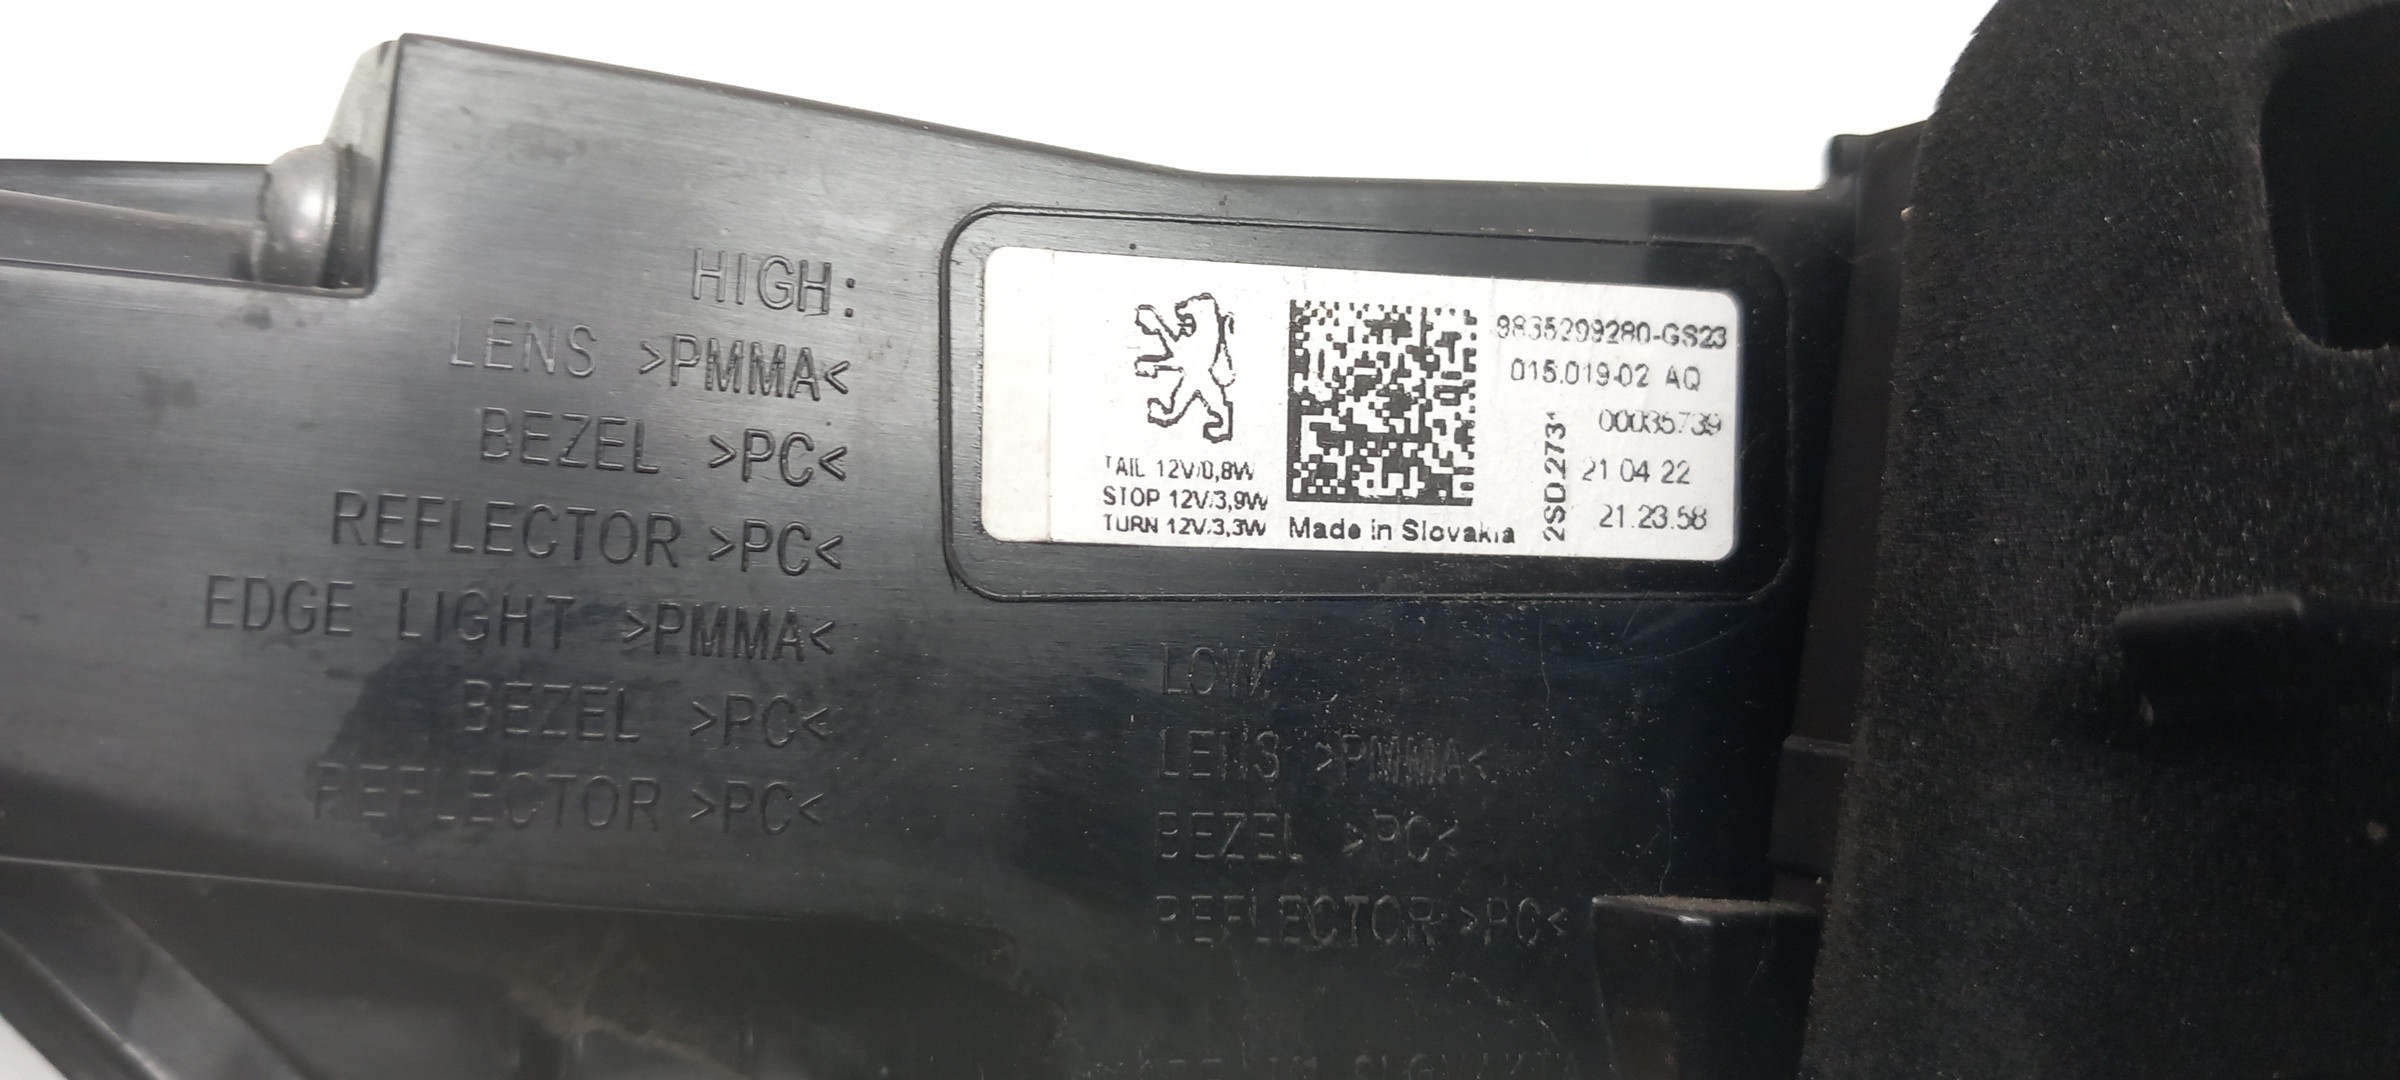 HIGH:
LENS >PMMA<
BEZEL >PC<
REFLECTOR >PC<
EDGE LIGHT >PMMA<
BEZEL >PC<
REFLECTOR >PC<
TAIL 12V/0,8W
STOP 12V/3,9W
TURN 12V/3,3W
Made in Slovakia
9835299280-GS23
015.019-02 AQ
00035739
21 04 22
21.23.58
LOW:
LENS >PMMA<
BEZEL >PC<
REFLECTOR >PC<